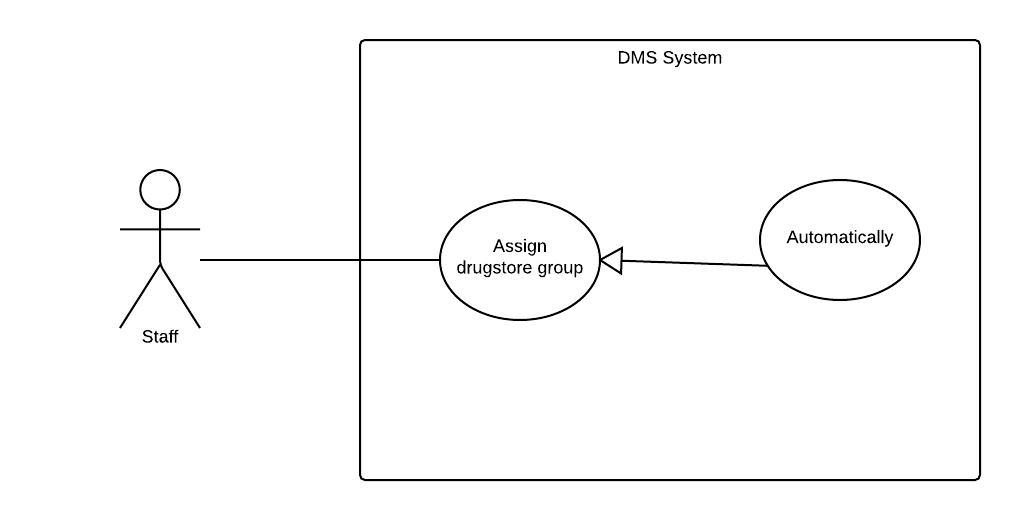 DMS System
Assign
drugstore group
Automatically
Staff